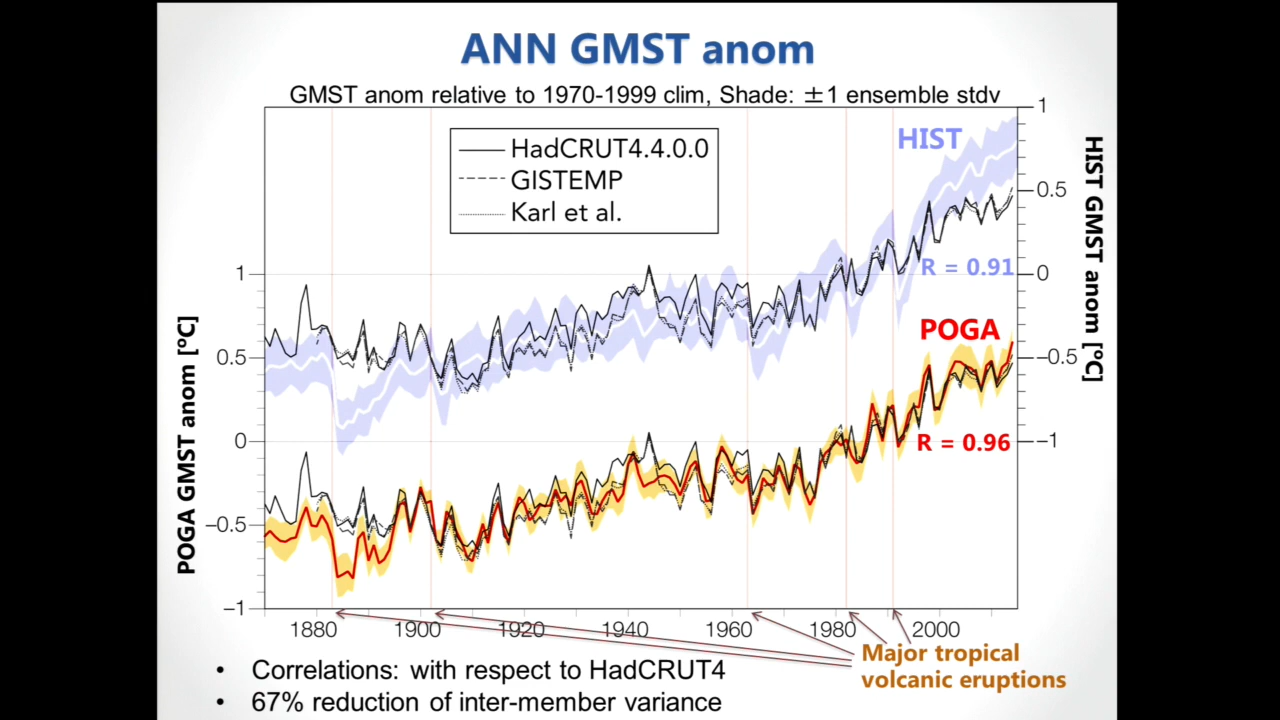 ANN GMST anom
GMST anom relative to 1970-1999 clim, Shade: ±1 ensemble stdv
HadCRUT4.4.0.0
GISTEMP
Karl et al.
HIST
R = 0.91
POGA
R = 0.96
POGA GMST anom [ºC]
1
0.5
0
−0.5
−1
HIST GMST anom [ºC]
1
0.5
0
−0.5
−1
1880 1900 1920 1940 1960 1980 2000
Major tropical
volcanic eruptions
• Correlations: with respect to HadCRUT4
• 67% reduction of inter-member variance